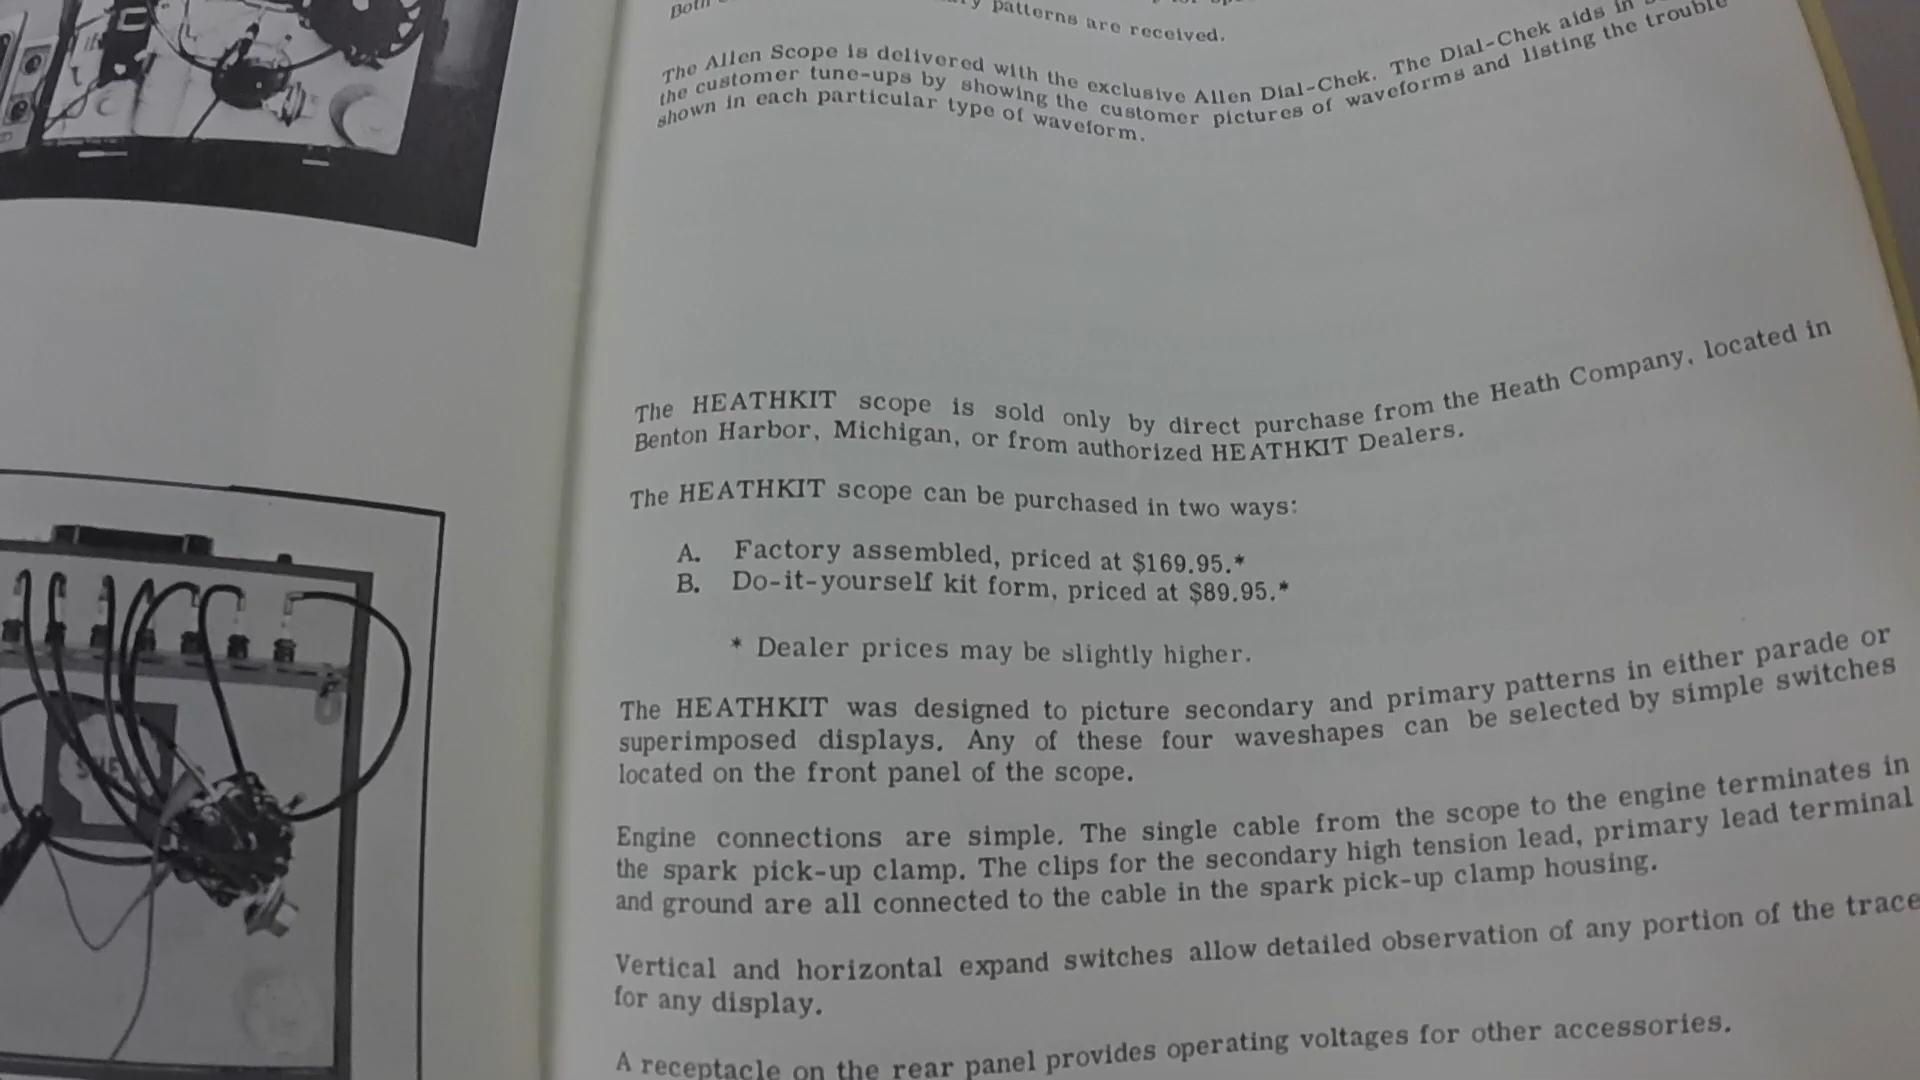 patterns are received.
The Allen Scope is delivered with the exclusive Allen Dial-Chek. The Dial-Chek aids in
the customer tune-ups by showing the customer pictures of waveforms and listing the trouble
shown in each particular type of waveform.
The HEATHKIT scope is sold only by direct purchase from the Heath Company, located in
Benton Harbor, Michigan, or from authorized HEATHKIT Dealers.
The HEATHKIT scope can be purchased in two ways:
A. Factory assembled, priced at $169.95.*
B. Do-it-yourself kit form, priced at $89.95.*
* Dealer prices may be slightly higher.
The HEATHKIT was designed to picture secondary and primary patterns in either parade or
superimposed displays. Any of these four waveshapes can be selected by simple switches
located on the front panel of the scope.
Engine connections are simple. The single cable from the scope to the engine terminates in
the spark pick-up clamp. The clips for the secondary high tension lead, primary lead terminal
and ground are all connected to the cable in the spark pick-up clamp housing.
Vertical and horizontal expand switches allow detailed observation of any portion of the trace
for any display.
A receptacle on the rear panel provides operating voltages for other accessories.